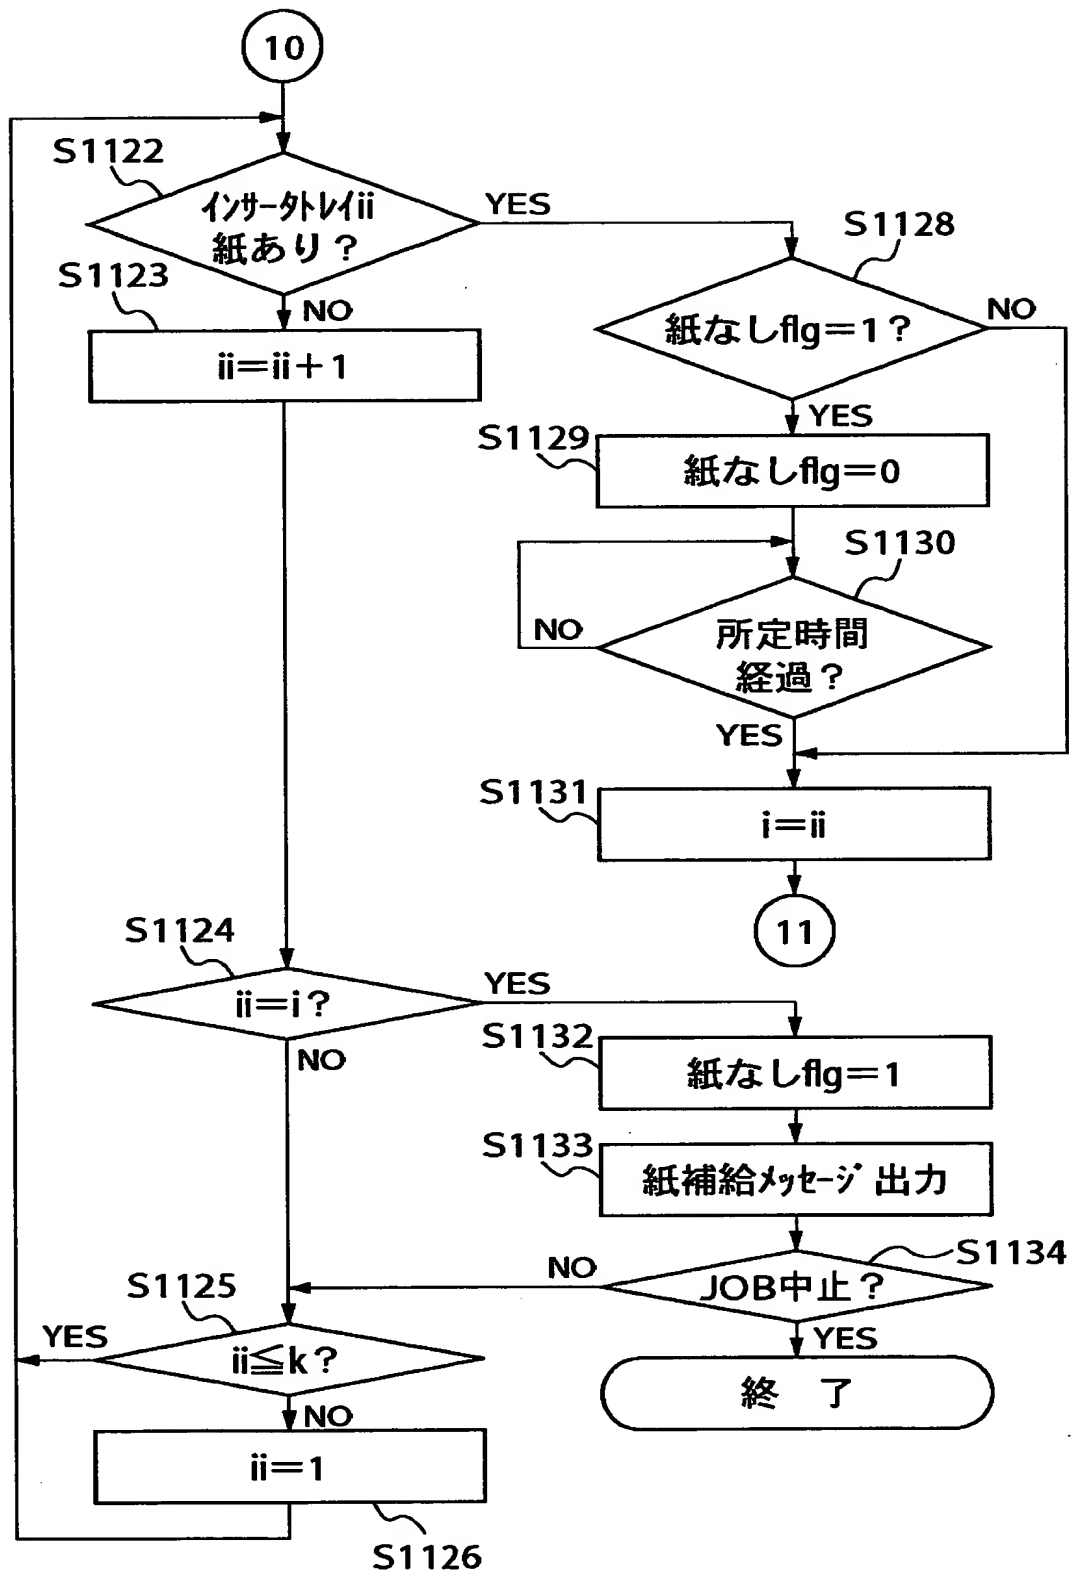 10
S1122
インサータトレイii
紙あり?
YES
S1128
S1123
NO
紙なしflg=1?
NO
ii=ii+1
YES
S1129
紙なしflg=0
S1130
NO
所定時間
経過?
YES
S1131
i=ii
11
S1124
ii=i?
YES
S1132
NO
紙なしflg=1
S1133
紙補給メッセージ出力
S1134
NO
JOB中止?
S1125
YES
YES
ii≦k?
終 了
NO
ii=1
S1126